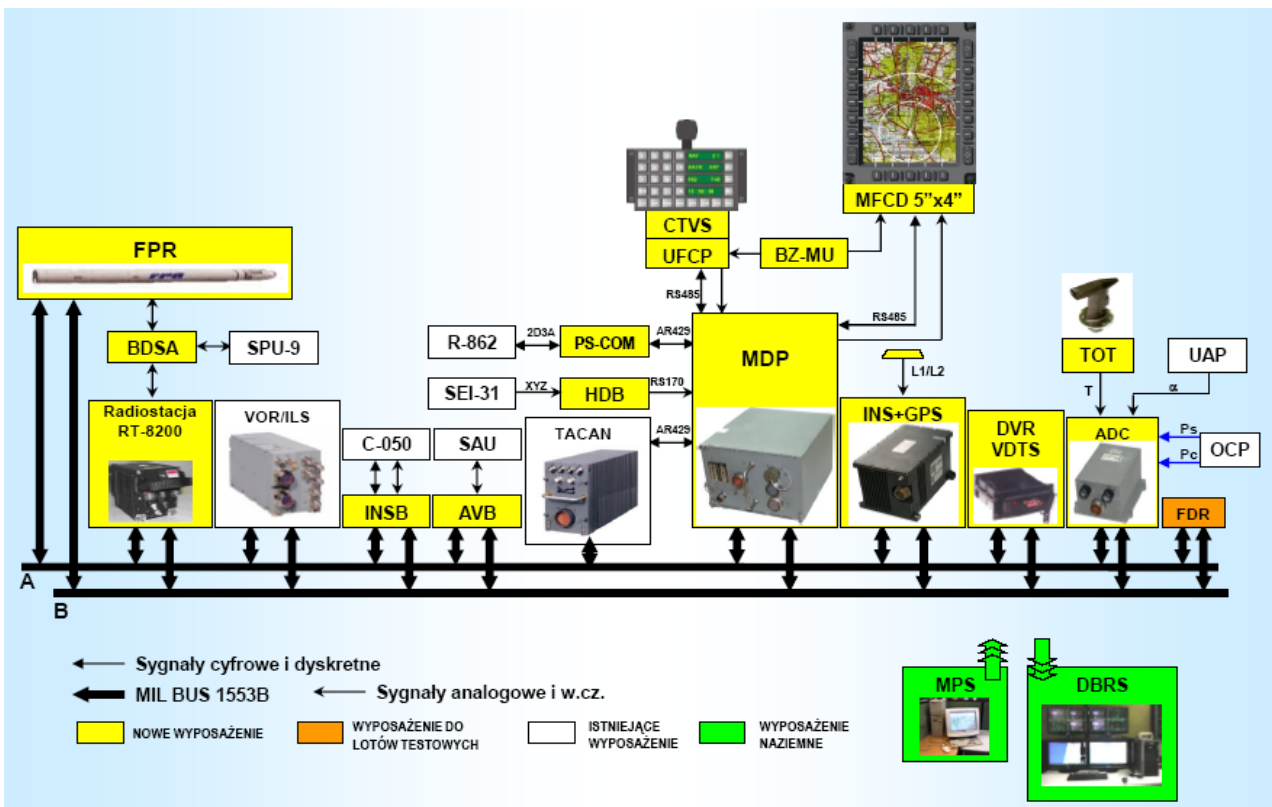 MFCD 5”x4”
CTVS
UFCP
BZ-MU
FPR
RS485
RS485
BDSA
SPU-9
R-862
2D3A
PS-COM
AR429
MDP
L1/L2
TOT
UAP
T
α
SEI-31
XYZ
HDB
RS170
Radiostacja
RT-8200
VOR/ILS
C-050
SAU
TACAN
AR429
INS+GPS
DVR
VDTS
ADC
Ps
Pc
OCP
INSB
AVB
FDR
A
B
Sygnały cyfrowe i dyskretne
MIL BUS 1553B
Sygnały analogowe i w.cz.
NOWE WYPOSAŻENIE
WYPOSAŻENIE DO
LOTÓW TESTOWYCH
ISTNIEJĄCE
WYPOSAŻENIE
WYPOSAŻENIE
NAZIEMNE
MPS
DBRS